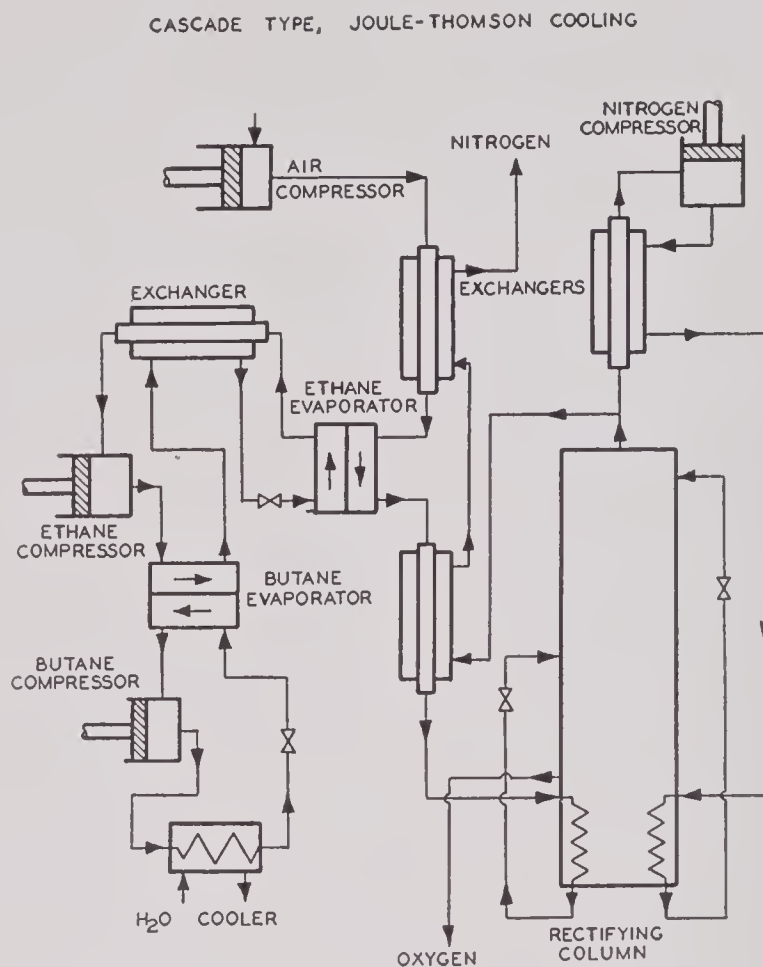 CASCADE TYPE, JOULE-THOMSON COOLING
NITROGEN
COMPRESSOR
NITROGEN
AIR
COMPRESSOR
EXCHANGERS
EXCHANGER
ETHANE
EVAPORATOR
ETHANE
COMPRESSOR
BUTANE
EVAPORATOR
BUTANE
COMPRESSOR
H₂O COOLER
OXYGEN
RECTIFYING
COLUMN